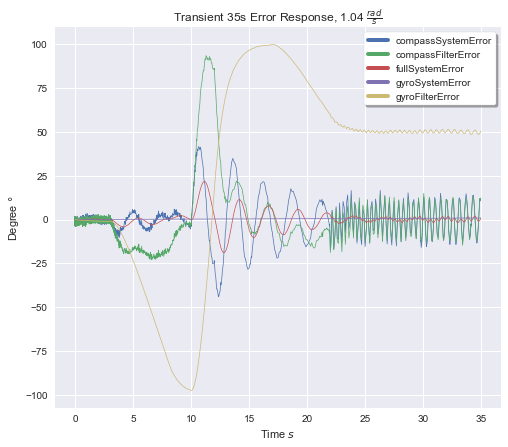 Transient 35s Error Response, 1.04 rad/s
compassSystemError
compassFilterError
fullSystemError
gyroSystemError
gyroFilterError
100
75
50
25
0
−25
−50
−75
−100
Degree °
0 5 10 15 20 25 30 35
Time s